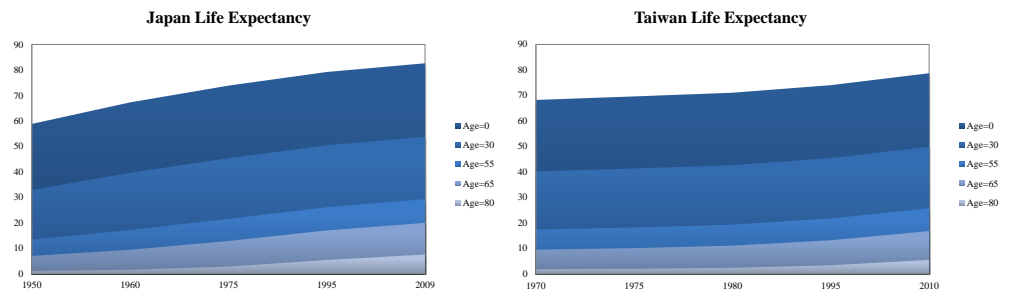 Japan Life Expectancy
90
80
70
60
50
40
30
20
10
0
1950 1960 1975 1995 2009
Age=0
Age=30
Age=55
Age=65
Age=80
Taiwan Life Expectancy
90
80
70
60
50
40
30
20
10
0
1970 1975 1980 1995 2010
Age=0
Age=30
Age=55
Age=65
Age=80